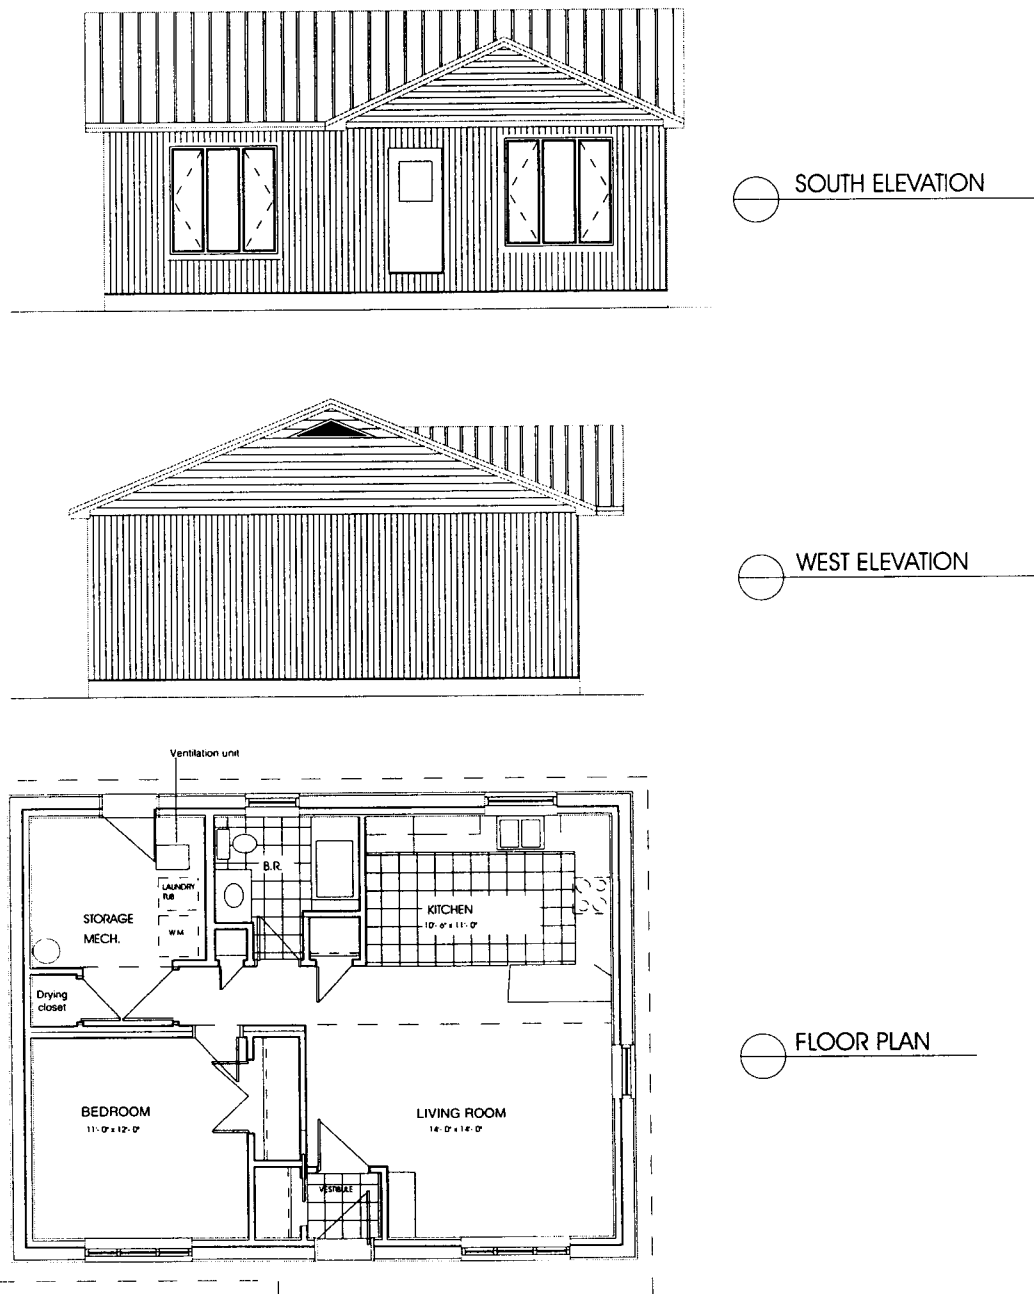 SOUTH ELEVATION
WEST ELEVATION
Ventilation unit
B.R.
LAUNDRY
TUB
STORAGE
MECH.
W.M.
KITCHEN
10'- 6" x 11'- 0"
Drying
closet
FLOOR PLAN
BEDROOM
11'- 0" x 12'- 0"
LIVING ROOM
14'- 0" x 14'- 0"
VESTIBULE